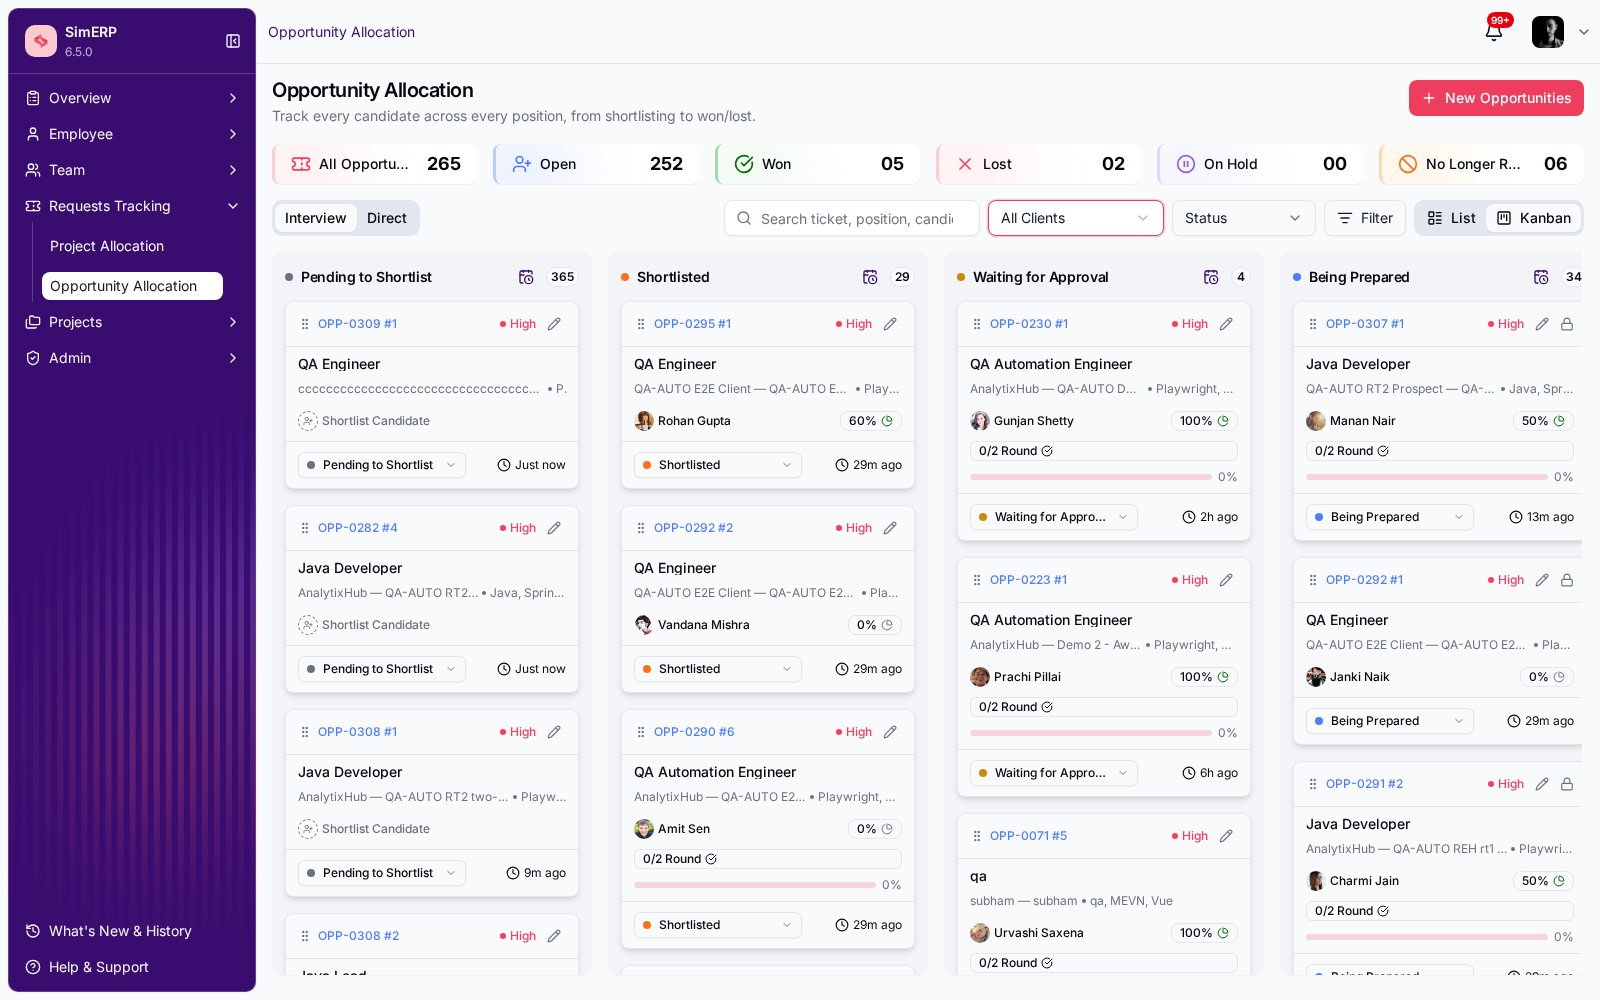 SimERP
6.5.0
Overview
Employee
Team
Requests Tracking
Project Allocation
Opportunity Allocation
Projects
Admin
What's New & History
Help & Support
Opportunity Allocation
99+
Opportunity Allocation
Track every candidate across every position, from shortlisting to won/lost.
New Opportunities
All Opportu... 265
Open 252
Won 05
Lost 02
On Hold 00
No Longer R... 06
Interview Direct
Search ticket, position, candi
All Clients
Status
Filter
List Kanban
Pending to Shortlist 365
OPP-0309 #1 High
QA Engineer
• P.
Shortlist Candidate
Pending to Shortlist Just now
OPP-0282 #4 High
Java Developer
AnalytixHub — QA-AUTO RT2... • Java, Sprin...
Shortlist Candidate
Pending to Shortlist Just now
OPP-0308 #1 High
Java Developer
AnalytixHub — QA-AUTO RT2 two-... • Playw...
Shortlist Candidate
Pending to Shortlist 9m ago
OPP-0308 #2 High
Java Lead
Shortlisted 29
OPP-0295 #1 High
QA Engineer
QA-AUTO E2E Client — QA-AUTO E... • Play...
Rohan Gupta 60%
Shortlisted 29m ago
OPP-0292 #2 High
QA Engineer
QA-AUTO E2E Client — QA-AUTO E2... • Pla...
Vandana Mishra 0%
Shortlisted 29m ago
OPP-0290 #6 High
QA Automation Engineer
AnalytixHub — QA-AUTO E2... • Playwright, ...
Amit Sen 0%
0/2 Round
0%
Shortlisted 29m ago
Waiting for Approval 4
OPP-0230 #1 High
QA Automation Engineer
AnalytixHub — QA-AUTO D... • Playwright, ...
Gunjan Shetty 100%
0/2 Round
0%
Waiting for Appro... 2h ago
OPP-0223 #1 High
QA Automation Engineer
AnalytixHub — Demo 2 - Aw... • Playwright, ...
Prachi Pillai 100%
0/2 Round
0%
Waiting for Appro... 6h ago
OPP-0071 #5 High
qa
subham — subham • qa, MEVN, Vue
Urvashi Saxena 100%
0/2 Round
Being Prepared 34
OPP-0307 #1 High
Java Developer
QA-AUTO RT2 Prospect — QA-... • Java, Spr...
Manan Nair 50%
0/2 Round
0%
Being Prepared 13m ago
OPP-0292 #1 High
QA Engineer
QA-AUTO E2E Client — QA-AUTO E2... • Pla...
Janki Naik 0%
Being Prepared 29m ago
OPP-0291 #2 High
Java Developer
AnalytixHub — QA-AUTO REH rt1 ... • Playwri...
Charmi Jain 50%
0/2 Round
0%
Being Prepared 29m ago